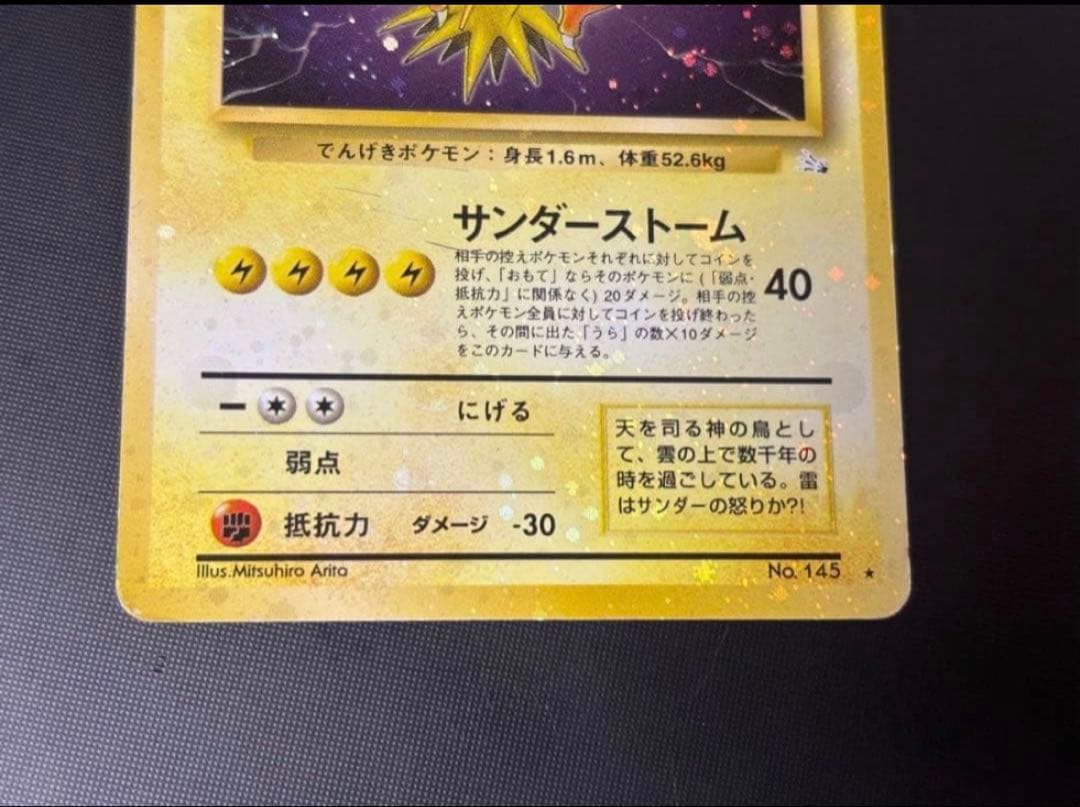 でんげきポケモン：身長1.6m、体重52.6kg
サンダーストーム
相手の控えポケモンそれぞれに対してコインを
投げ、「おもて」ならそのポケモンに（「弱点・
抵抗力」に関係なく）20ダメージ。相手の控
えポケモン全員に対してコインを投げ終わった
ら、その間に出た「うら」の数×10ダメージ
をこのカードに与える。
40
にげる
弱点
抵抗力 ダメージ -30
天を司る神の鳥とし
て、雲の上で数千年の
時を過ごしている。雷
はサンダーの怒りか?!
Illus.Mitsuhiro Arita
No. 145 ★